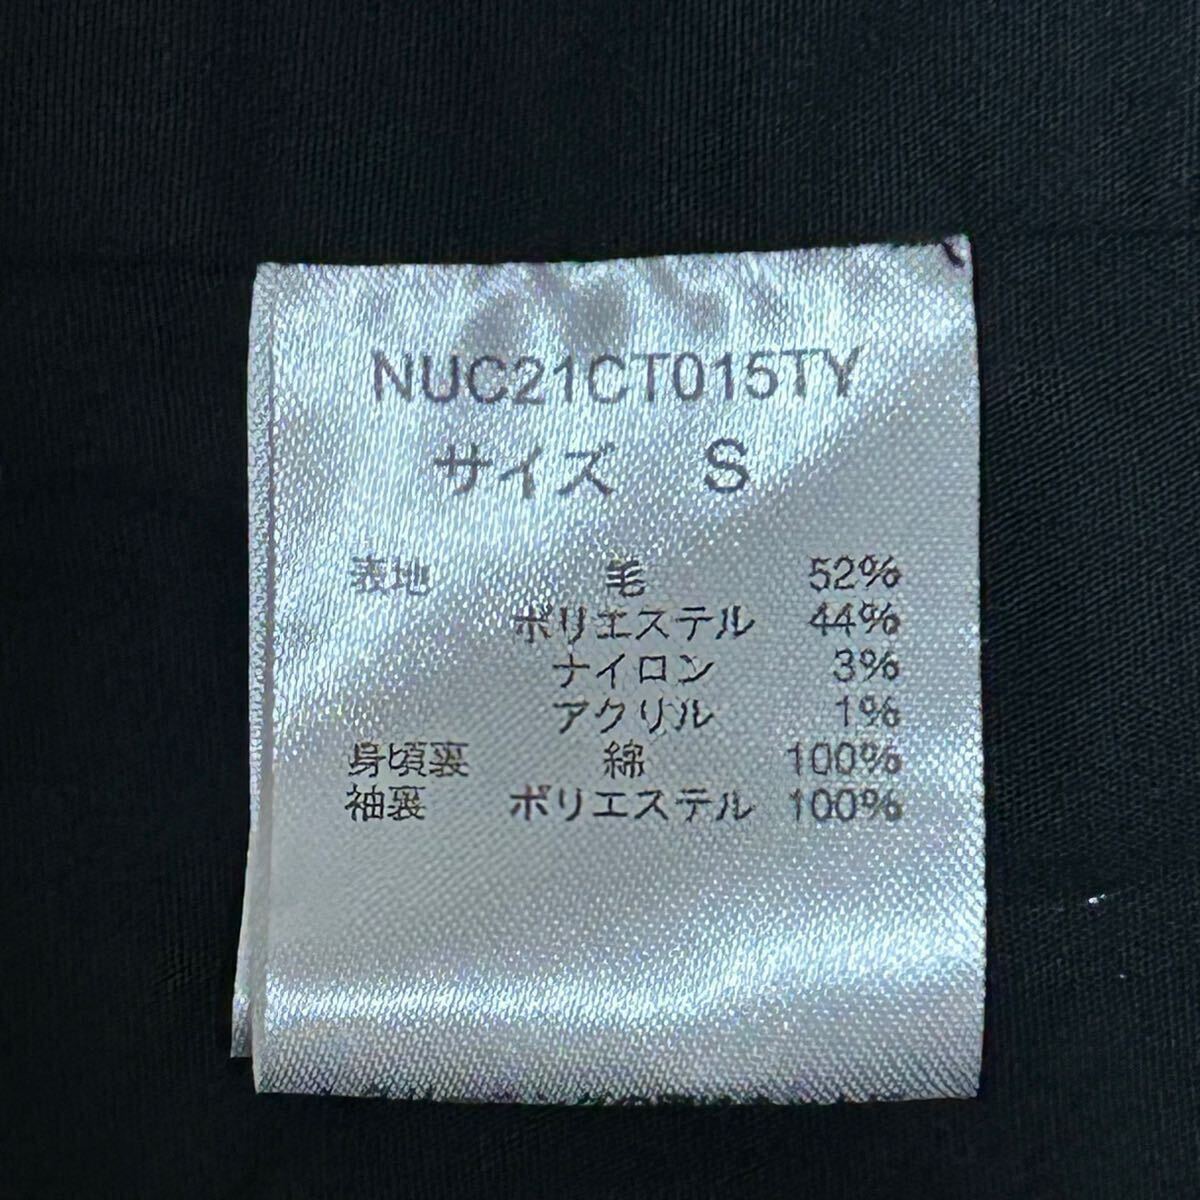 NUC21CT015TY
サイズ S
表地 毛 52%
ポリエステル 44%
ナイロン 3%
アクリル 1%
身頃裏 綿 100%
袖裏 ポリエステル 100%